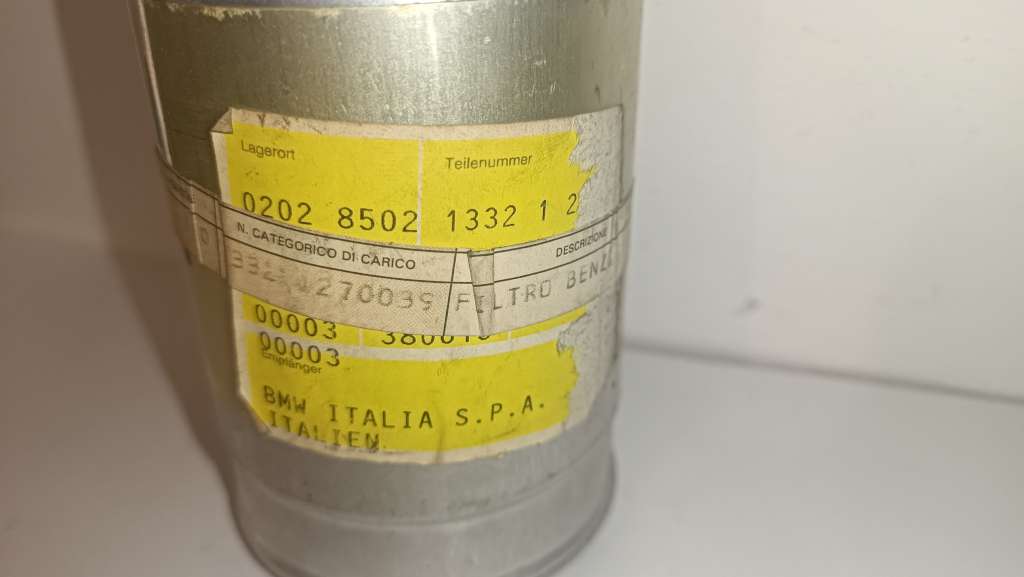 Lagerort Teilenummer
0202 8502 1332 1 2
N. CATEGORICO DI CARICO DESCRIZIONE
FILTRO
00003
00003
Empfänger
BMW ITALIA S.P.A.
ITALIEN